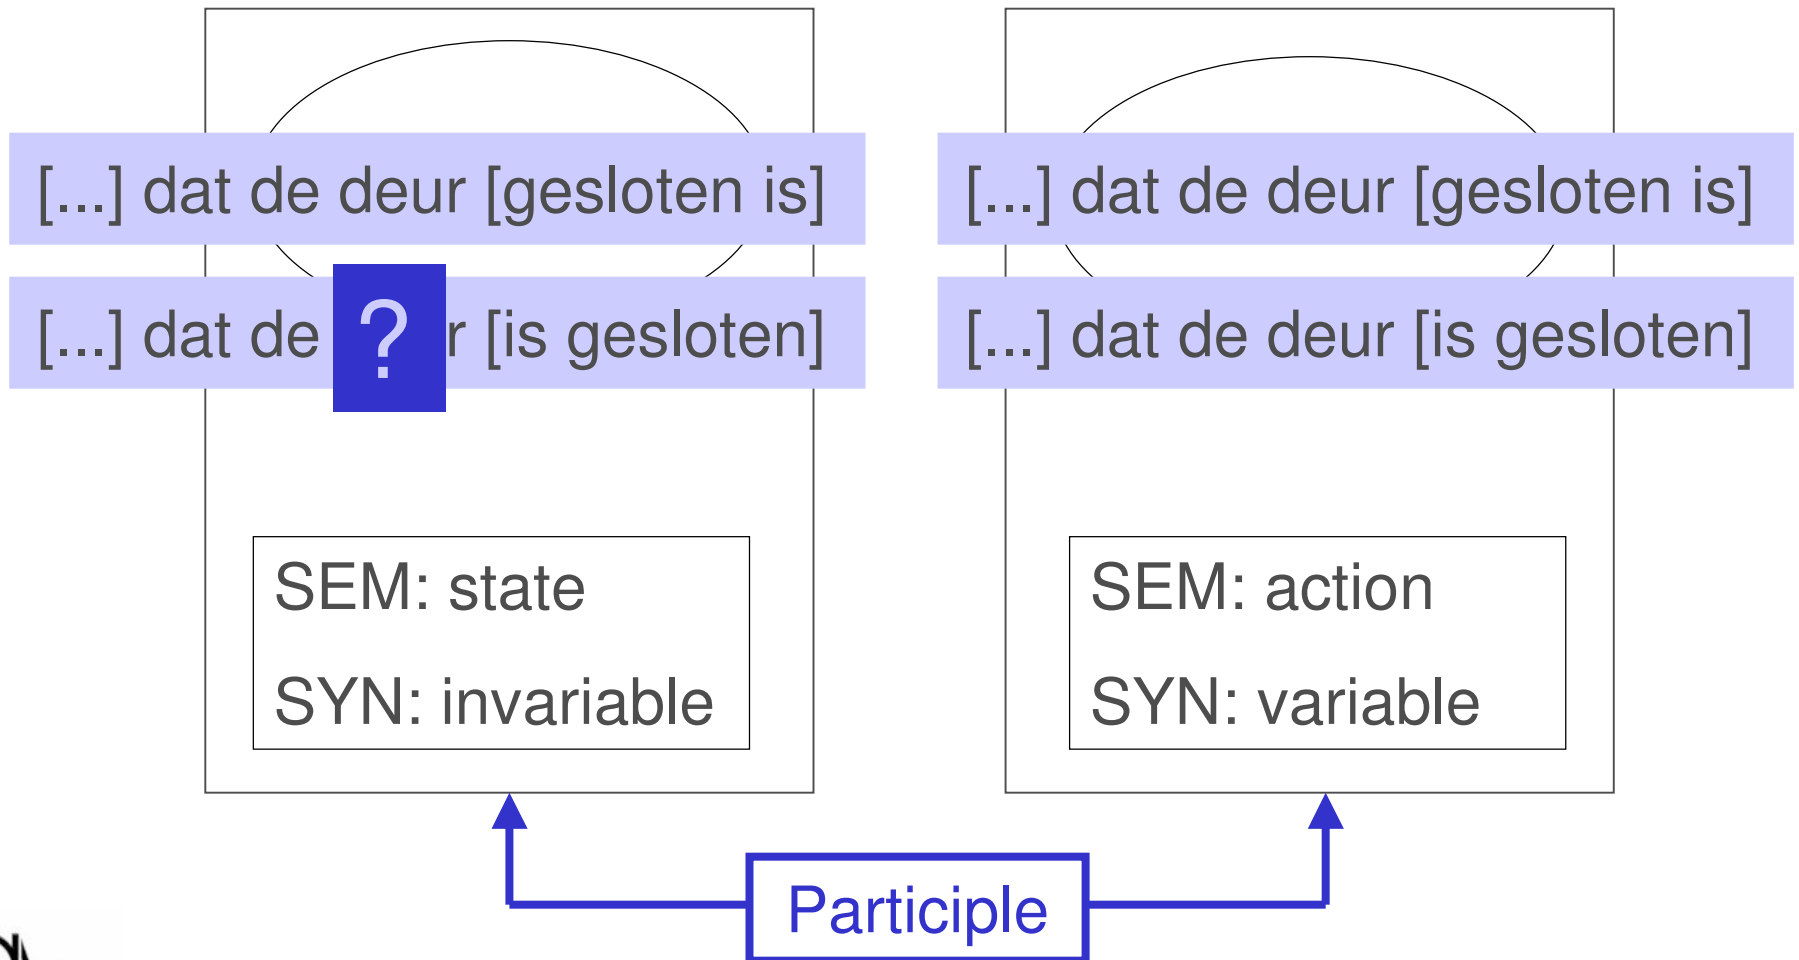 [...] dat de deur [gesloten is]
[...] dat de ? r [is gesloten]
SEM: state
SYN: invariable
[...] dat de deur [gesloten is]
[...] dat de deur [is gesloten]
SEM: action
SYN: variable
Participle